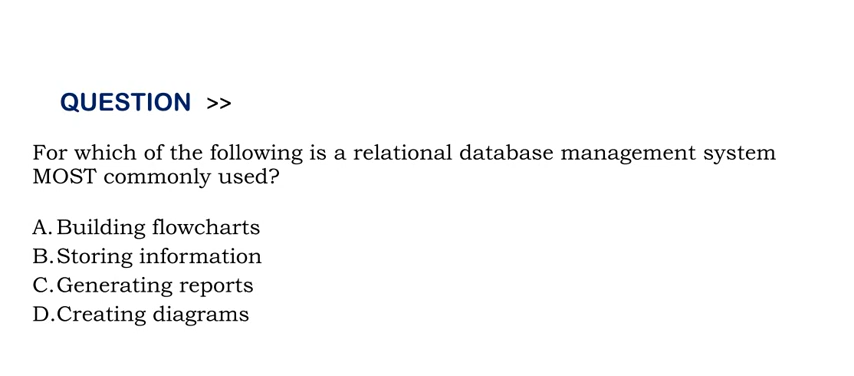 QUESTION >>
For which of the following is a relational database management system
MOST commonly used?
A. Building flowcharts
B. Storing information
C. Generating reports
D. Creating diagrams